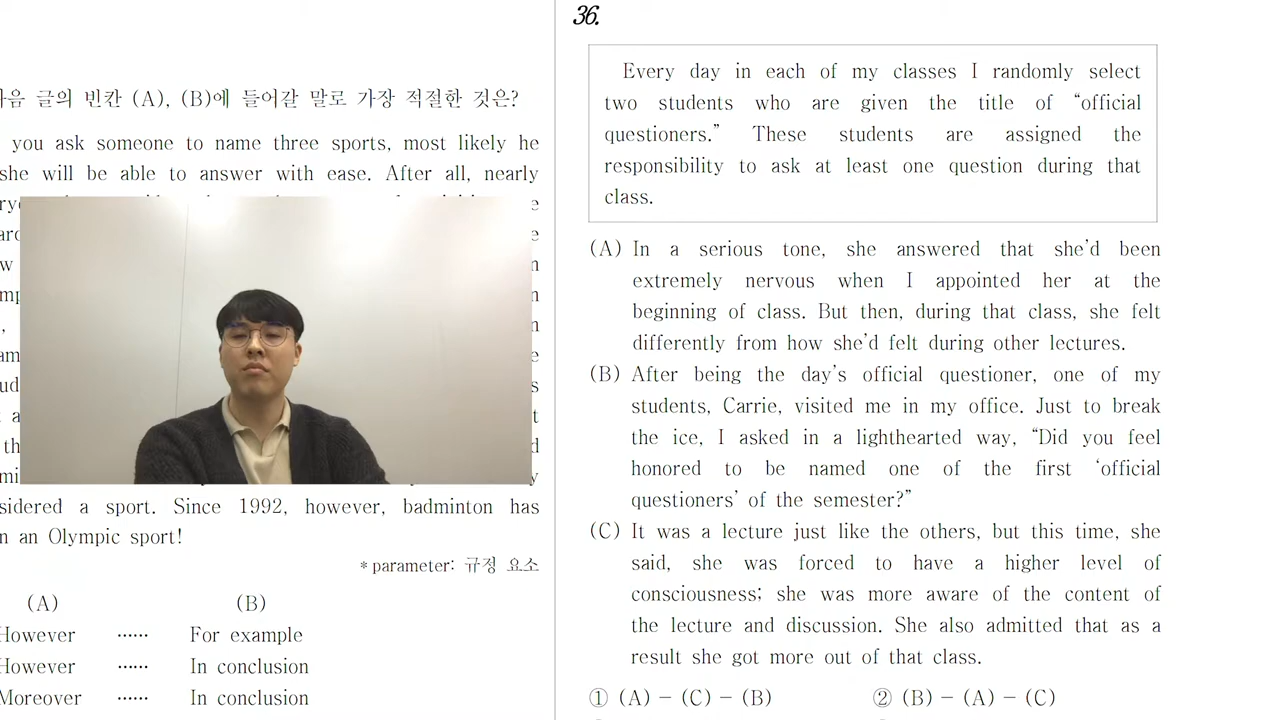 다음 글의 빈칸 (A), (B)에 들어갈 말로 가장 적절한 것은?
you ask someone to name three sports, most likely he
she will be able to answer with ease. After all, nearly
sidered a sport. Since 1992, however, badminton has
n an Olympic sport!
* parameter: 규정 요소
(A) (B)
However ······ For example
However ······ In conclusion
Moreover ······ In conclusion
36.
Every day in each of my classes I randomly select
two students who are given the title of “official
questioners.” These students are assigned the
responsibility to ask at least one question during that
class.
(A) In a serious tone, she answered that she’d been
extremely nervous when I appointed her at the
beginning of class. But then, during that class, she felt
differently from how she’d felt during other lectures.
(B) After being the day’s official questioner, one of my
students, Carrie, visited me in my office. Just to break
the ice, I asked in a lighthearted way, “Did you feel
honored to be named one of the first ‘official
questioners’ of the semester?”
(C) It was a lecture just like the others, but this time, she
said, she was forced to have a higher level of
consciousness; she was more aware of the content of
the lecture and discussion. She also admitted that as a
result she got more out of that class.
① (A) − (C) − (B) ② (B) − (A) − (C)